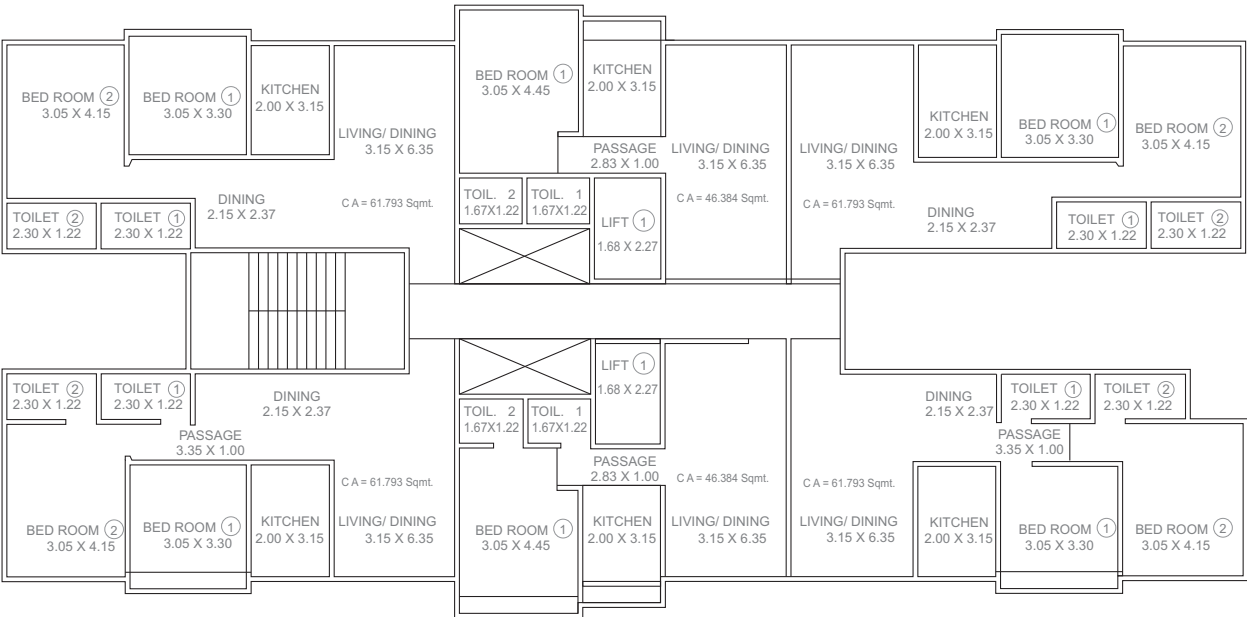 BED ROOM 2
3.05 X 4.15
BED ROOM 1
3.05 X 3.30
KITCHEN
2.00 X 3.15
LIVING/ DINING
3.15 X 6.35
DINING
2.15 X 2.37
C A = 61.793 Sqmt.
TOILET 2
2.30 X 1.22
TOILET 1
2.30 X 1.22
BED ROOM 1
3.05 X 4.45
KITCHEN
2.00 X 3.15
PASSAGE
2.83 X 1.00
LIVING/ DINING
3.15 X 6.35
C A = 46.384 Sqmt.
TOIL. 2
1.67X1.22
TOIL. 1
1.67X1.22
LIFT 1
1.68 X 2.27
LIVING/ DINING
3.15 X 6.35
C A = 61.793 Sqmt.
KITCHEN
2.00 X 3.15
BED ROOM 1
3.05 X 3.30
BED ROOM 2
3.05 X 4.15
DINING
2.15 X 2.37
TOILET 1
2.30 X 1.22
TOILET 2
2.30 X 1.22
TOILET 2
2.30 X 1.22
TOILET 1
2.30 X 1.22
DINING
2.15 X 2.37
PASSAGE
3.35 X 1.00
C A = 61.793 Sqmt.
BED ROOM 2
3.05 X 4.15
BED ROOM 1
3.05 X 3.30
KITCHEN
2.00 X 3.15
LIVING/ DINING
3.15 X 6.35
LIFT 1
1.68 X 2.27
TOIL. 2
1.67X1.22
TOIL. 1
1.67X1.22
PASSAGE
2.83 X 1.00
C A = 46.384 Sqmt.
BED ROOM 1
3.05 X 4.45
KITCHEN
2.00 X 3.15
LIVING/ DINING
3.15 X 6.35
DINING
2.15 X 2.37
TOILET 1
2.30 X 1.22
TOILET 2
2.30 X 1.22
PASSAGE
3.35 X 1.00
C A = 61.793 Sqmt.
LIVING/ DINING
3.15 X 6.35
KITCHEN
2.00 X 3.15
BED ROOM 1
3.05 X 3.30
BED ROOM 2
3.05 X 4.15